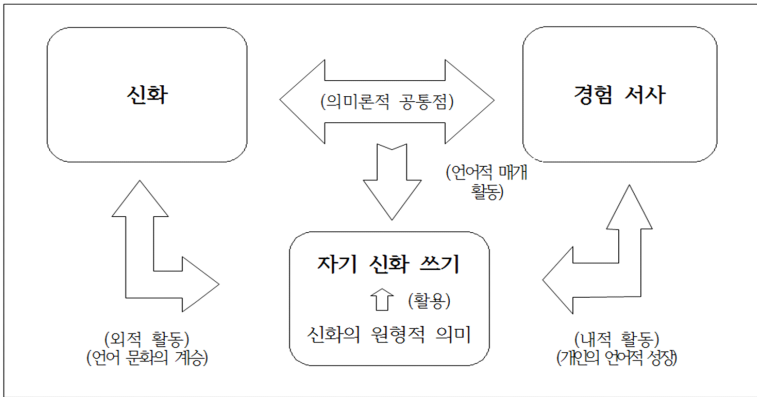 신화
경험 서사
(의미론적 공통점)
(언어적 매개
활동)
자기 신화 쓰기
(활용)
신화의 원형적 의미
(외적 활동)
(언어 문화의 계승)
(내적 활동)
(개인의 언어적 성장)